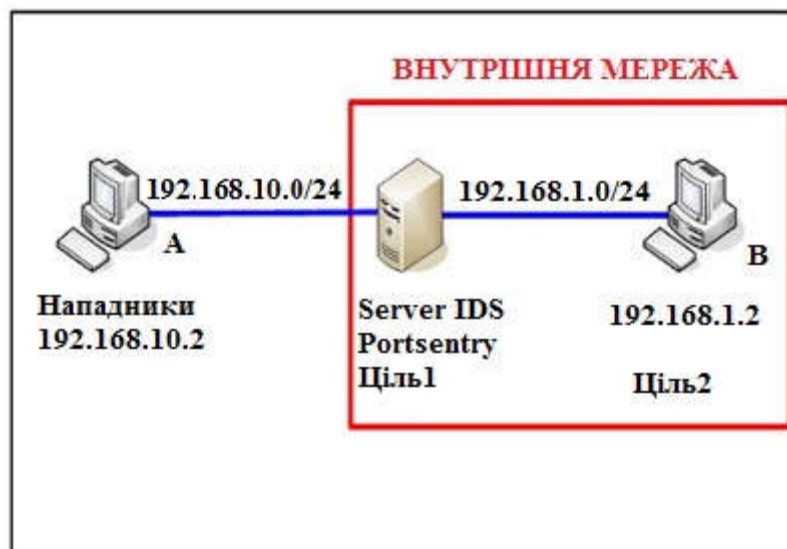 ВНУТРІШНЯ МЕРЕЖА
192.168.10.0/24
192.168.1.0/24
A
B
Нападники
192.168.10.2
Server IDS
Portsentry
Ціль1
192.168.1.2
Ціль2